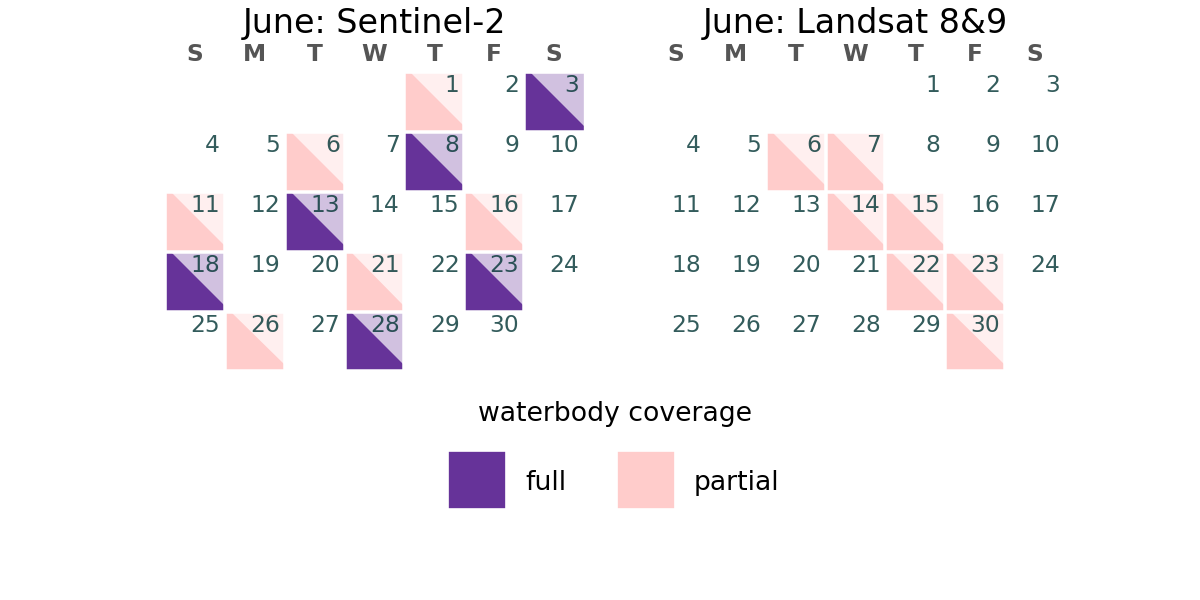 June: Sentinel-2
S M T W T F S
1 2 3
4 5 6 7 8 9 10
11 12 13 14 15 16 17
18 19 20 21 22 23 24
25 26 27 28 29 30
June: Landsat 8&9
S M T W T F S
1 2 3
4 5 6 7 8 9 10
11 12 13 14 15 16 17
18 19 20 21 22 23 24
25 26 27 28 29 30
waterbody coverage
full
partial